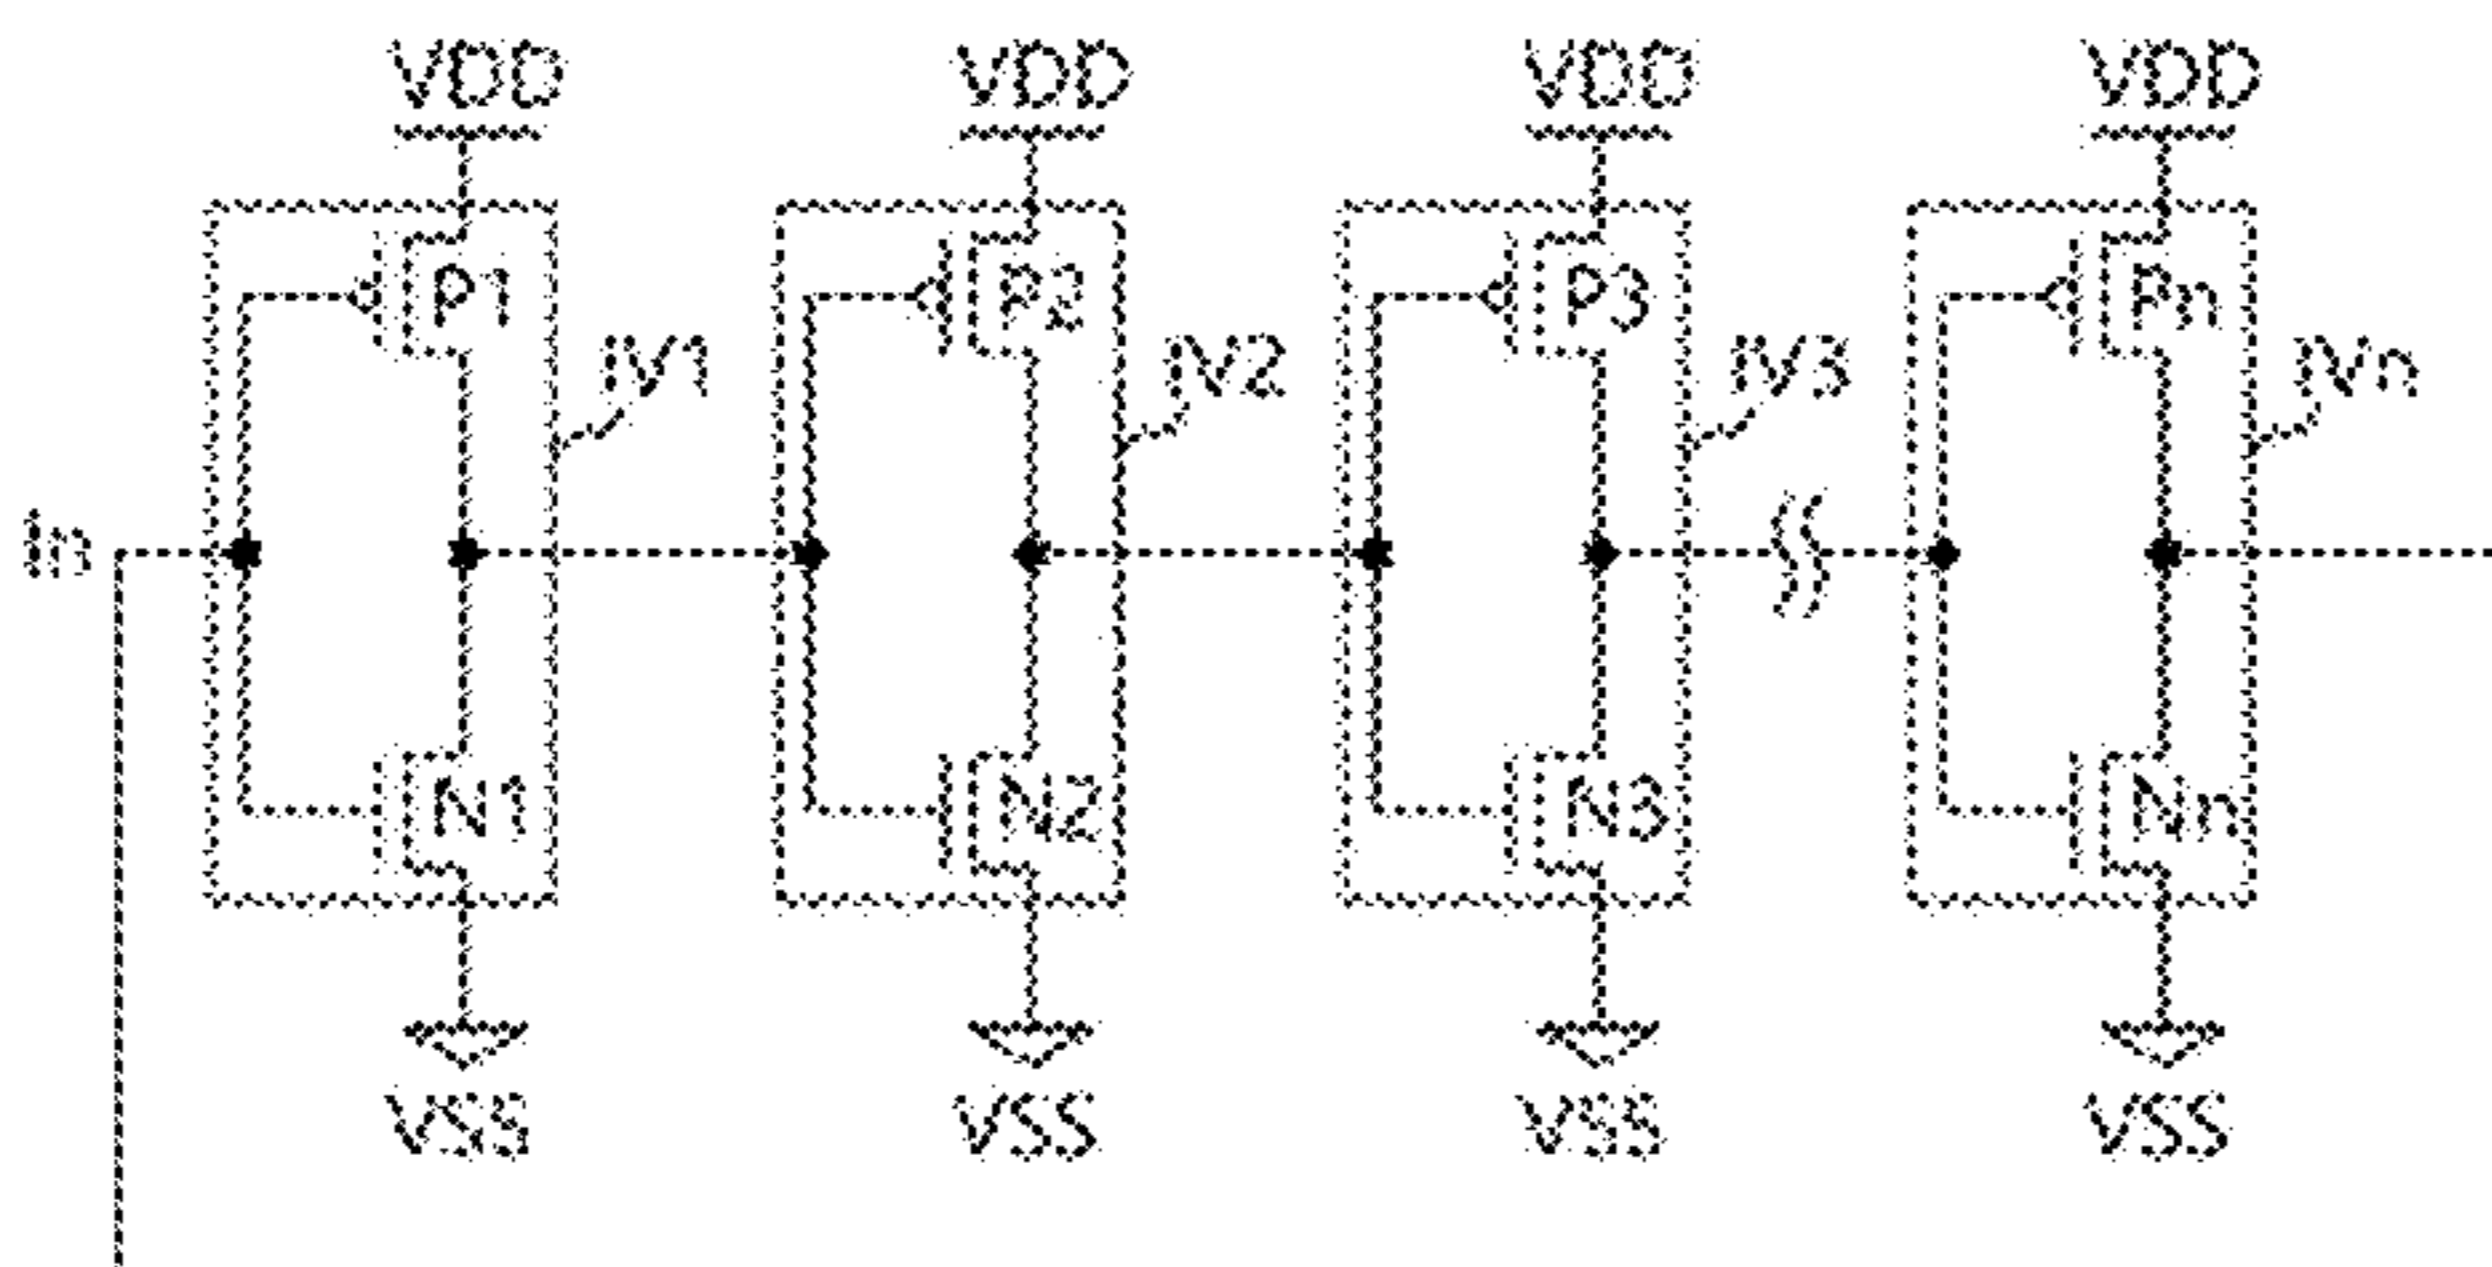 VDD VDD VDD VDD
P1 P2 P3 Pn
IV1 IV2 IV3 IVn
In
N1 N2 N3 Nn
VSS VSS VSS VSS